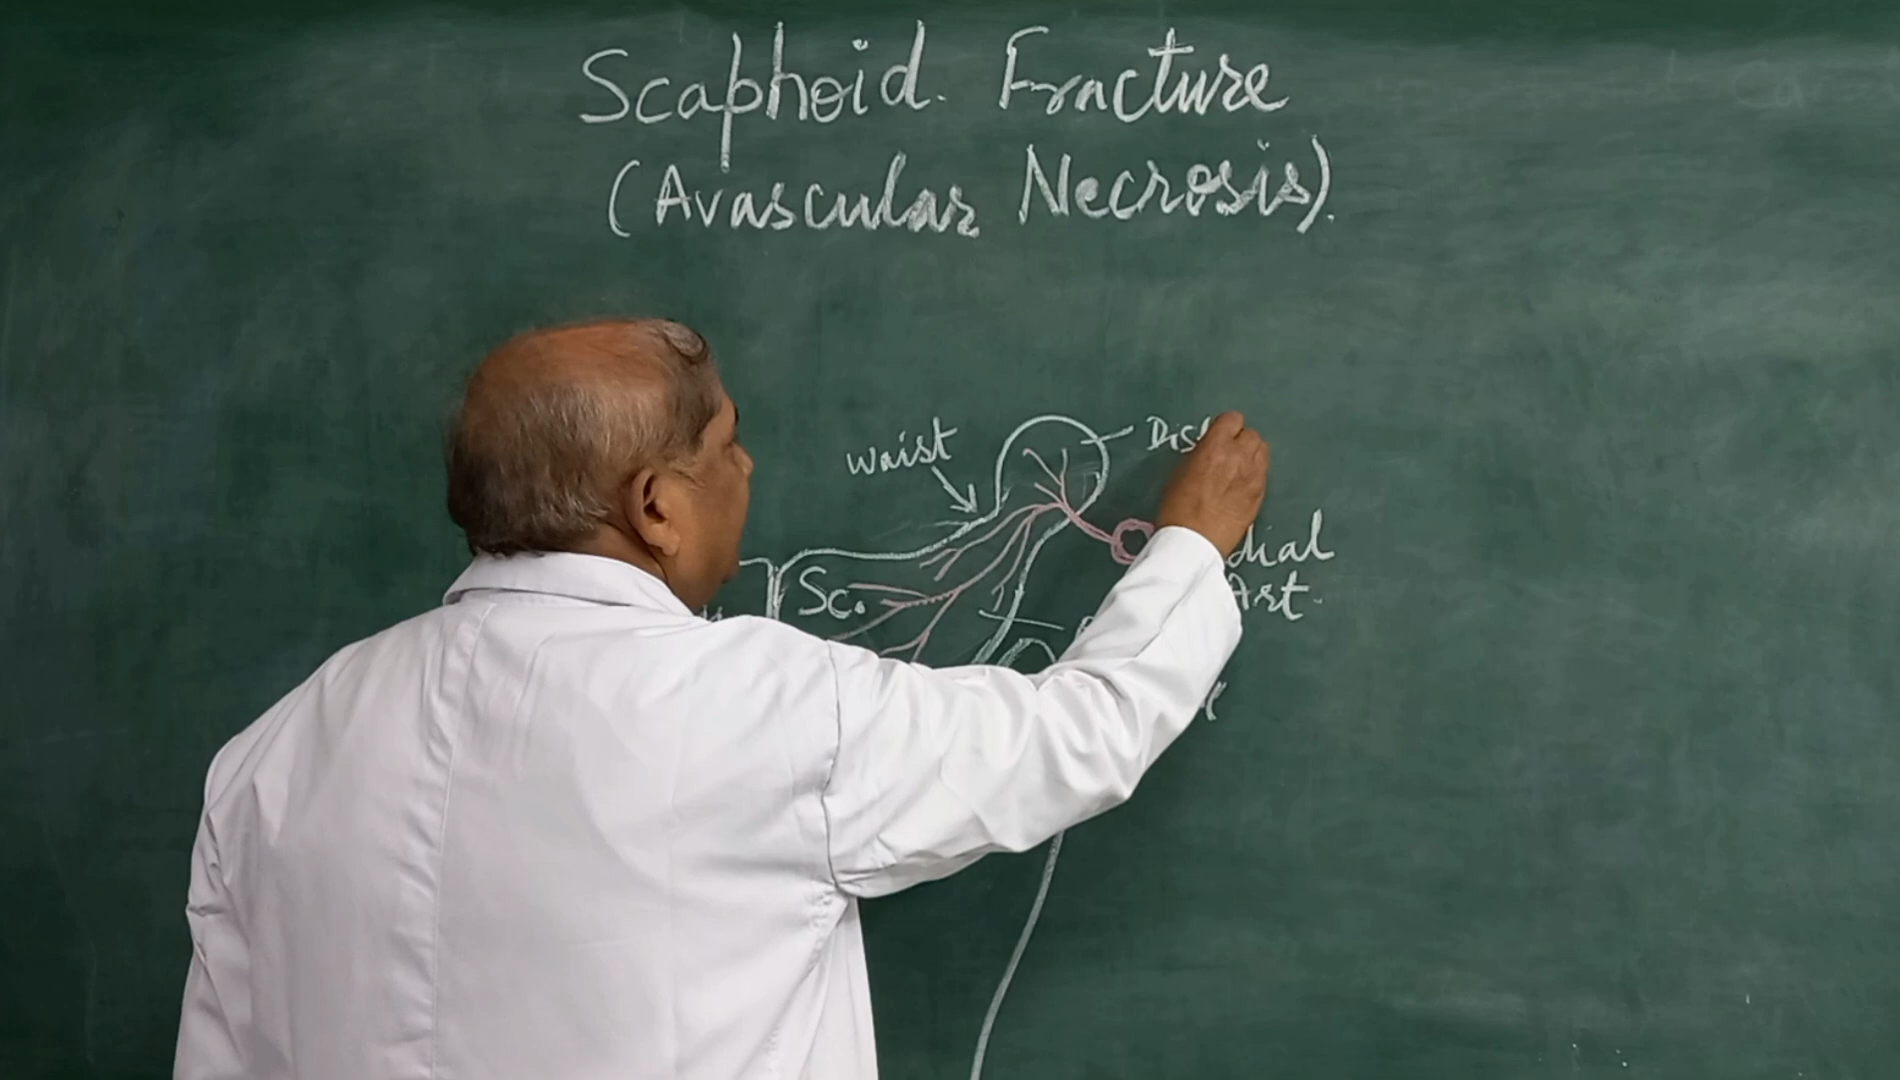 Scaphoid. Fracture
(Avascular Necrosis).
Waist
Sc.
Art.